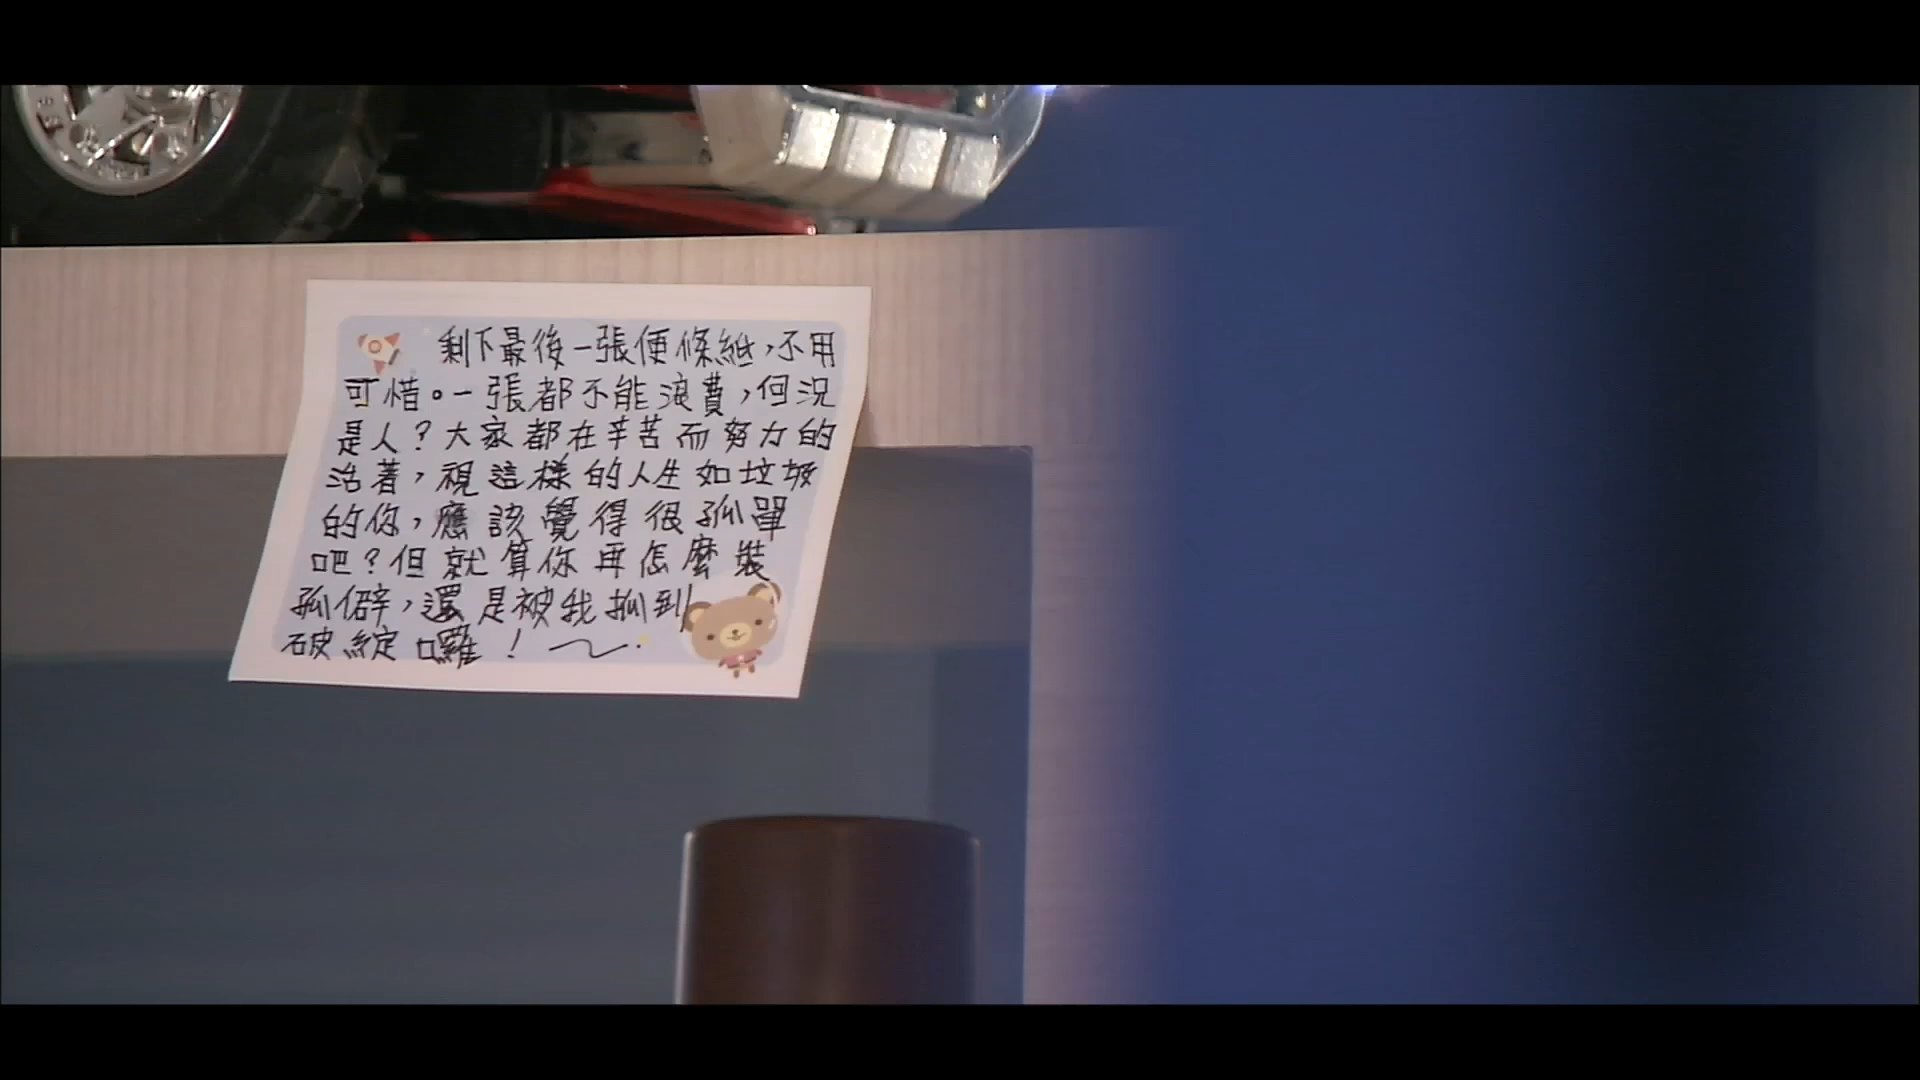 剩下最後一張便條紙，不用
可惜。一張都不能浪費，何況
是人？大家都在辛苦而努力的
活著，視這樣的人生如垃圾
的你，應該覺得很孤單
吧？但就算你再怎麼裝
孤僻，還是被我抓到
破綻囉！～.